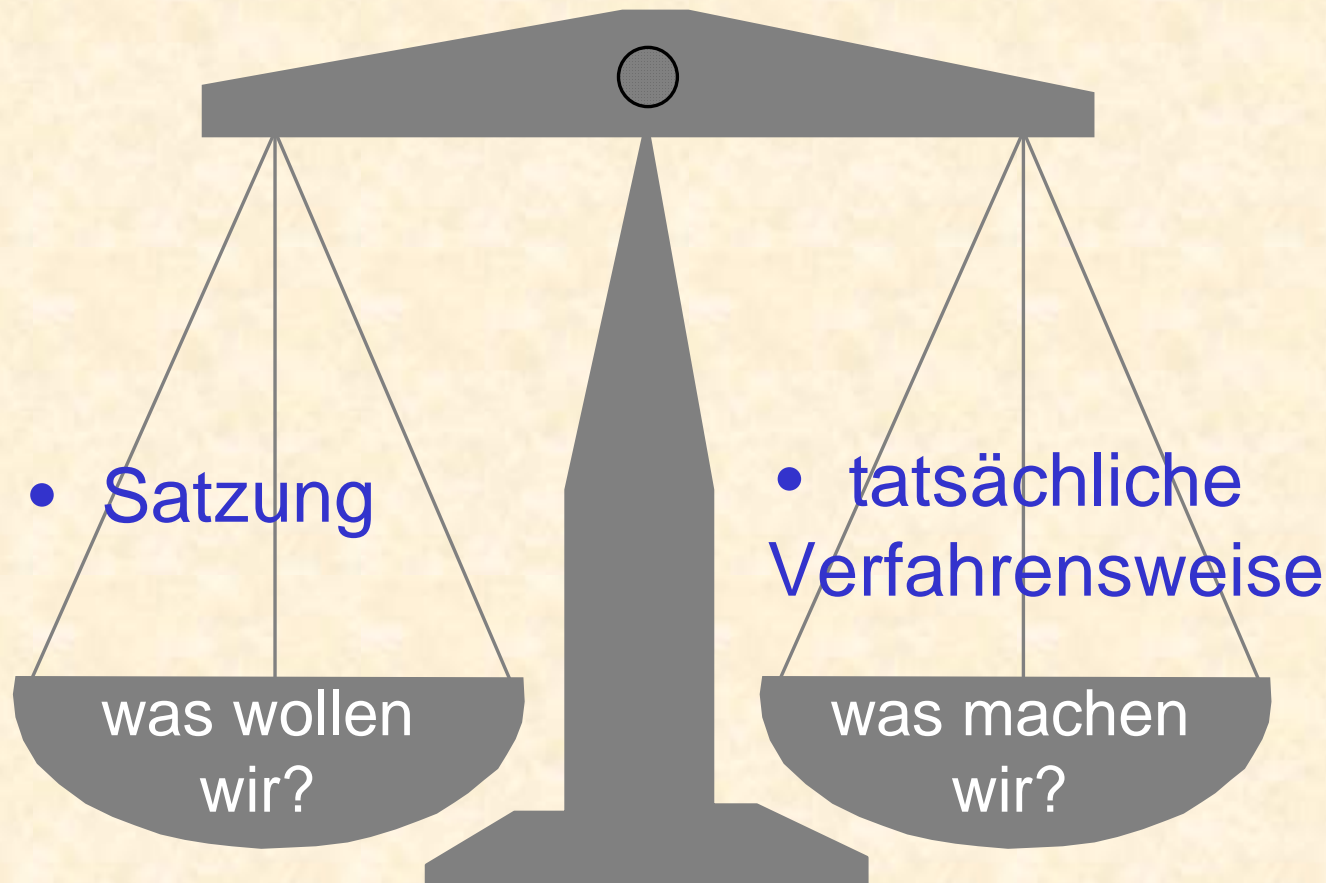 • Satzung
was wollen
wir?
• tatsächliche
Verfahrensweise
was machen
wir?